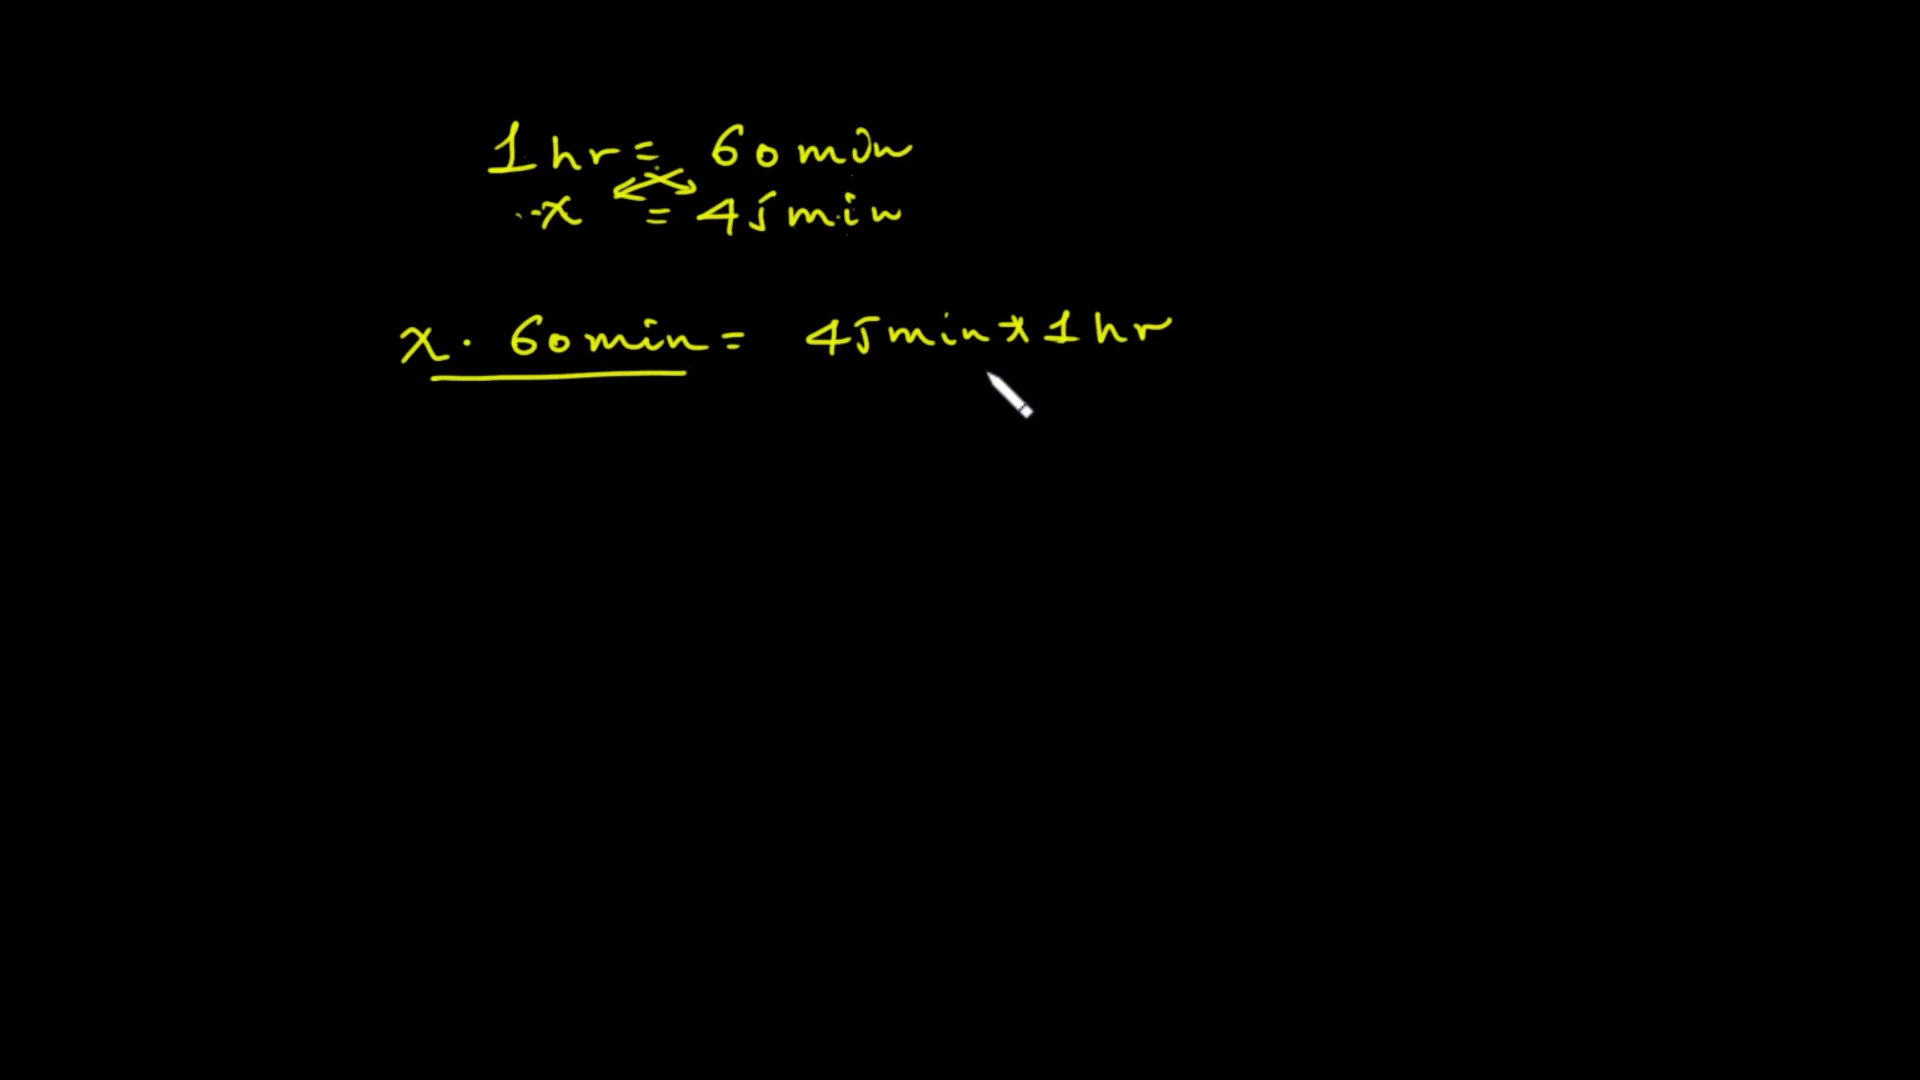 1 hr = 60 min
x = 45 min
x . 60 min = 45 min * 1 hr